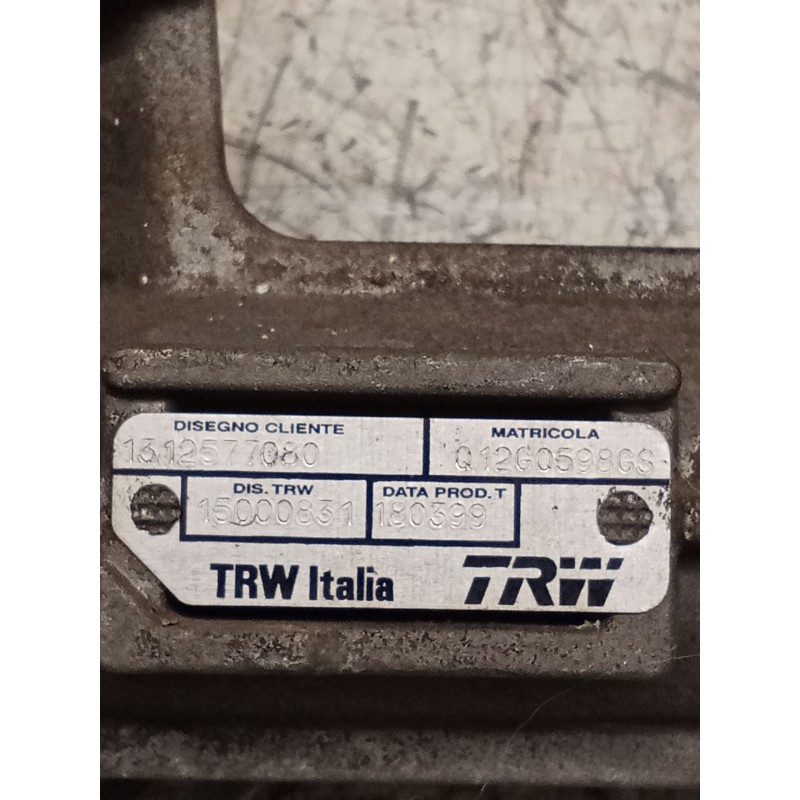 DISEGNO CLIENTE
1312577080
MATRICOLA
Q12G0598GS
DIS. TRW
15000831
DATA PROD. T
180399
TRW Italia
TRW